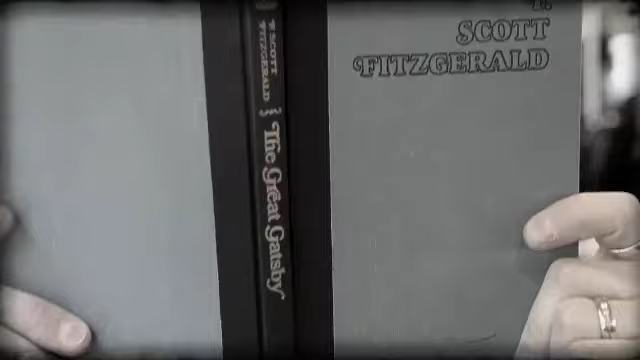 F. SCOTT
FITZGERALD
The Great Gatsby
F.
SCOTT
FITZGERALD